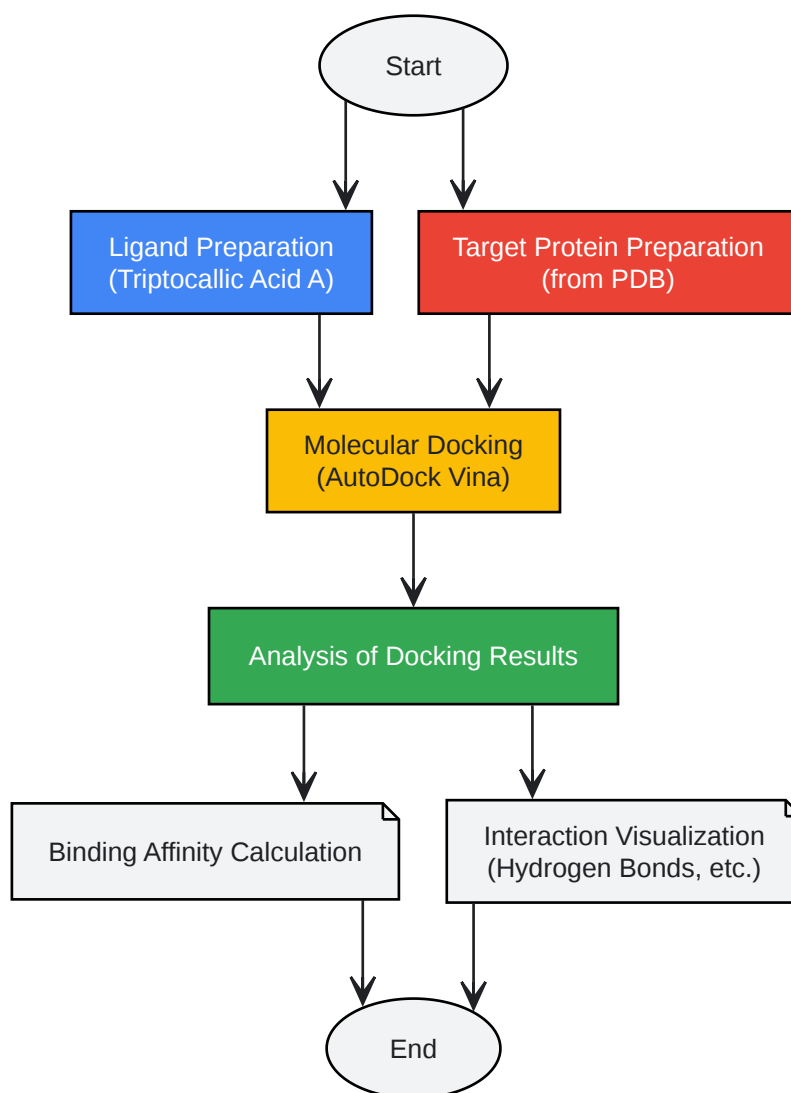 Start
Ligand Preparation
(Triptocallic Acid A)
Target Protein Preparation
(from PDB)
Molecular Docking
(AutoDock Vina)
Analysis of Docking Results
Binding Affinity Calculation
Interaction Visualization
(Hydrogen Bonds, etc.)
End